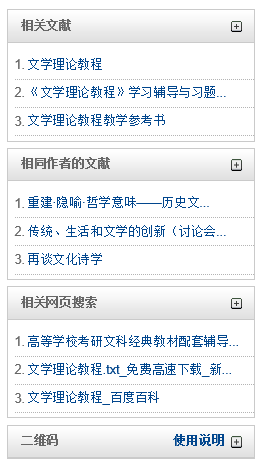 相关文献
1. 文学理论教程
2. 《文学理论教程》学习辅导与习题...
3. 文学理论教程教学参考书
相同作者的文献
1. 重建·隐喻·哲学意味——历史文...
2. 传统、生活和文学的创新（讨论会...
3. 再谈文化诗学
相关网页搜索
1. 高等学校考研文科经典教材配套辅导...
2. 文学理论教程.txt_免费高速下载_新...
3. 文学理论教程_百度百科
二维码 使用说明